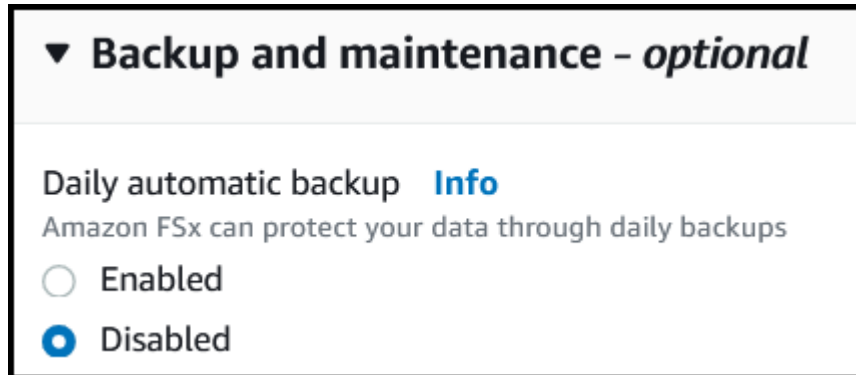 Backup and maintenance - optional
Daily automatic backup Info
Amazon FSx can protect your data through daily backups
Enabled
Disabled